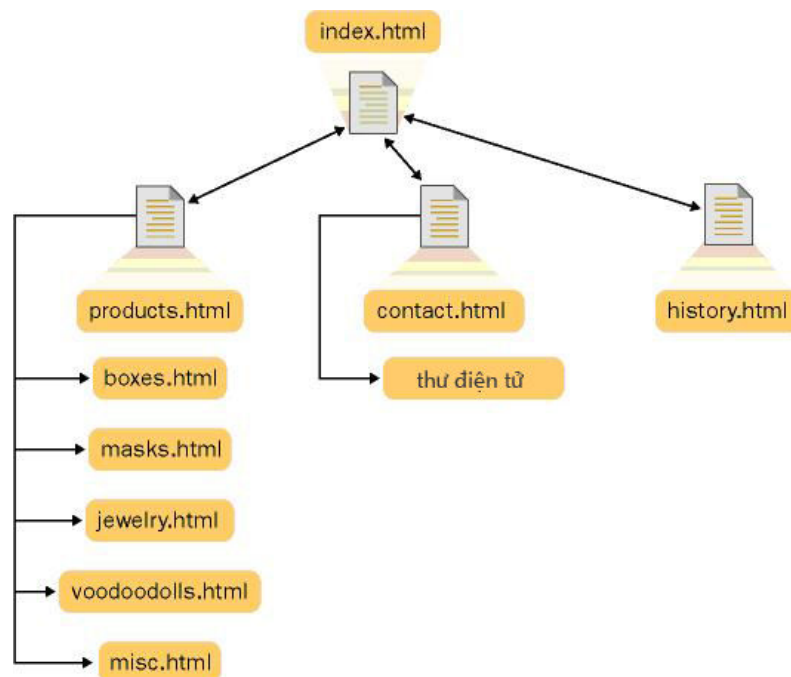 index.html
products.html
contact.html
history.html
boxes.html
thư điện tử
masks.html
jewelry.html
voodoodolls.html
misc.html